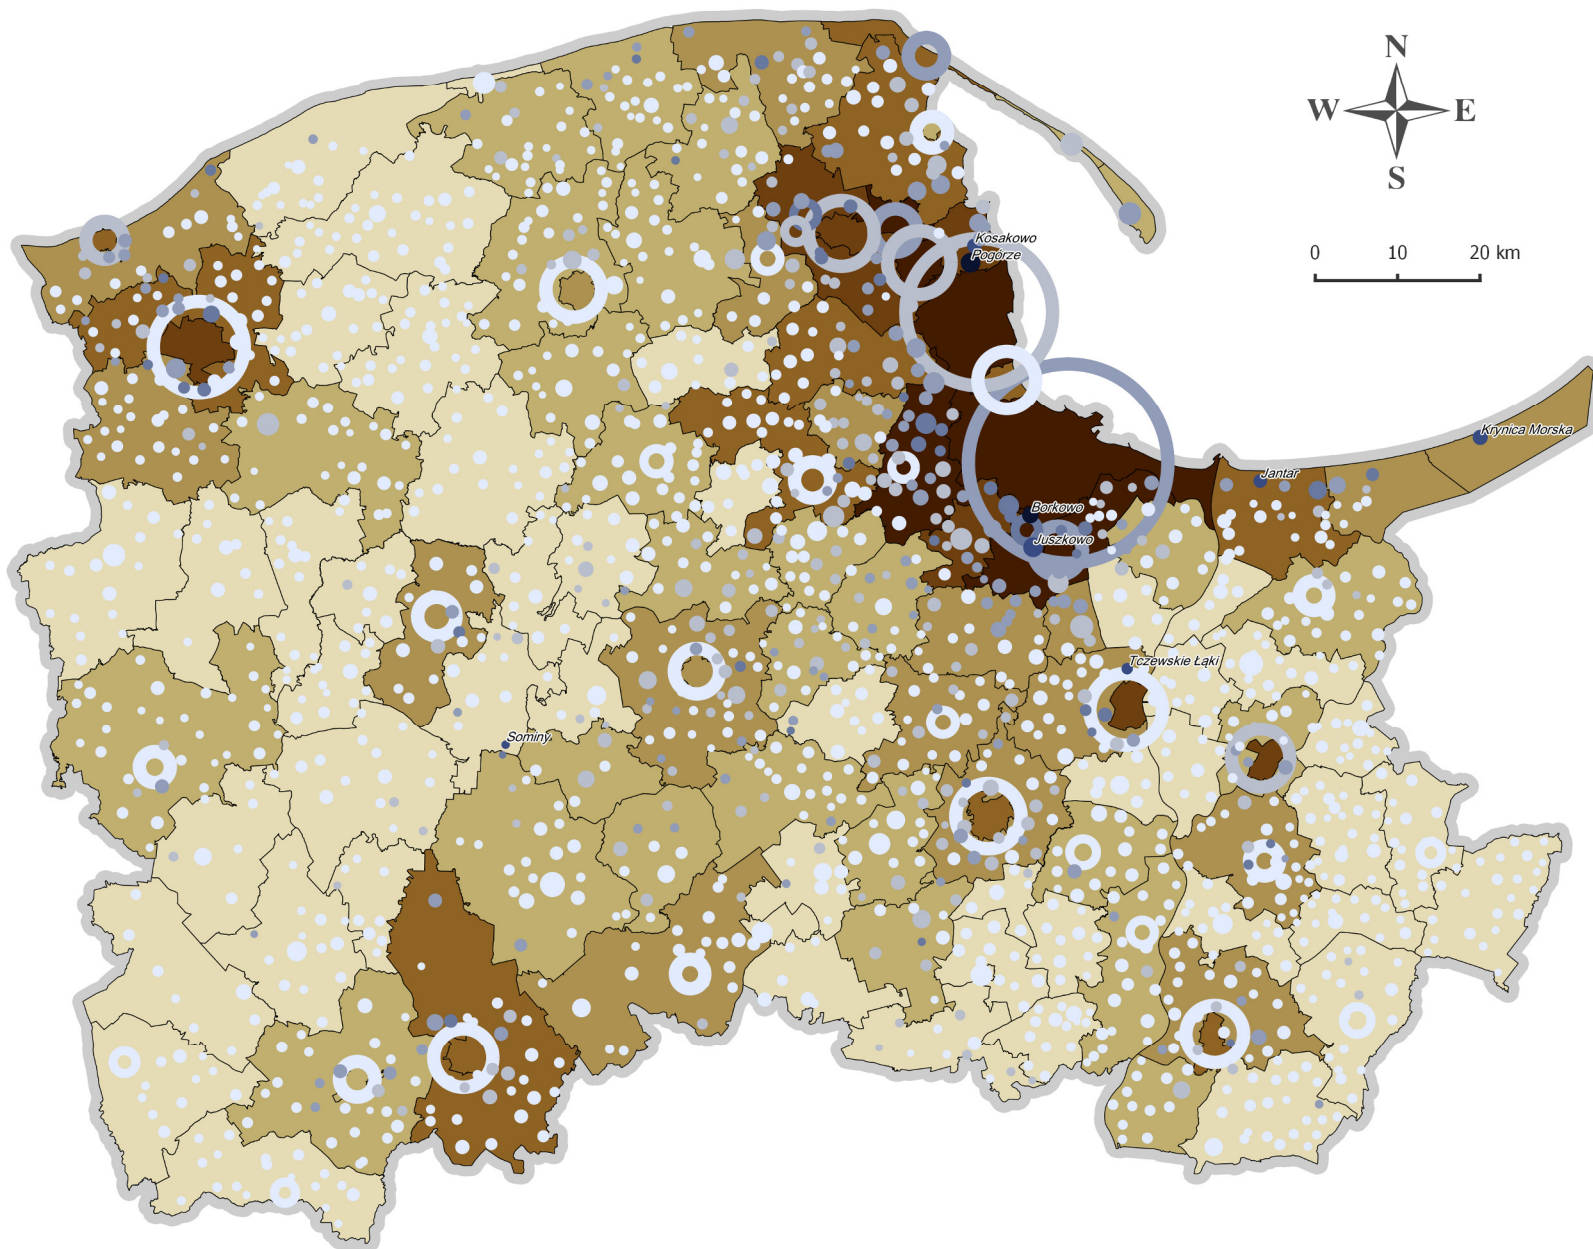 N
W E
S
0 10 20 km
Kosakowo
Pogórze
Krynica Morska
Jantar
Borkowo
Juszkowo
Tczewskie Łąki
Sominy